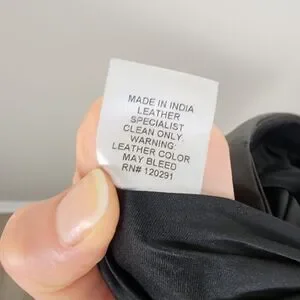 MADE IN INDIA
LEATHER
SPECIALIST
CLEAN ONLY.
WARNING:
LEATHER COLOR
MAY BLEED
RN# 120291